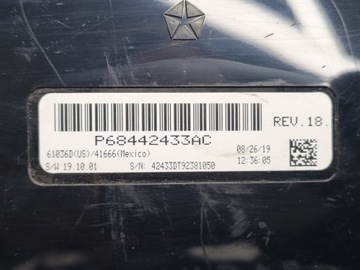 REV.18.
P68442433AC
61036D(US)/41666(Mexico) 08/26/19
S/W 19.10.01 S/N: 42433DT92381050 12:36:05